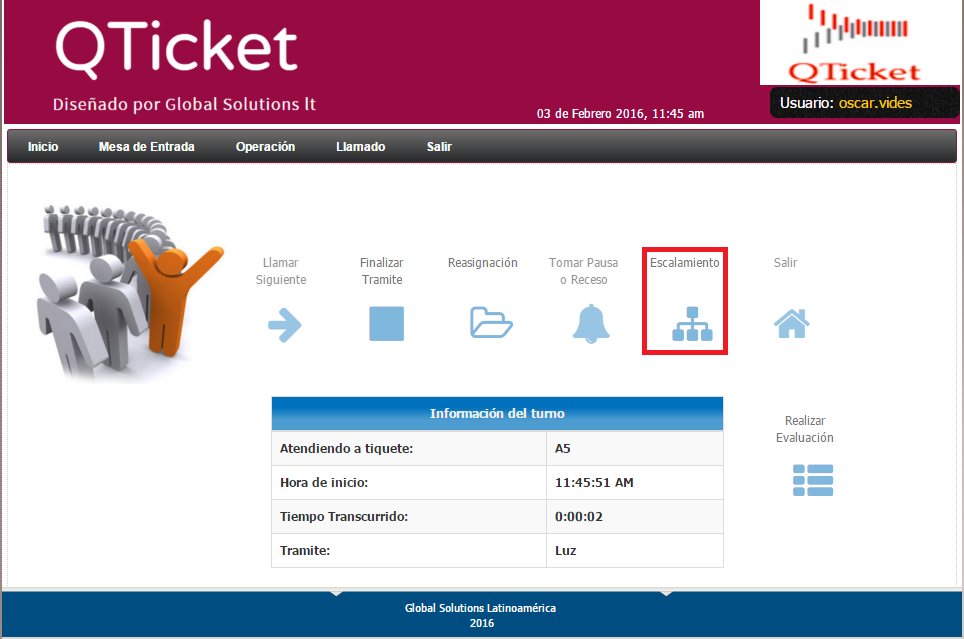 QTicket
QTicket
Diseñado por Global Solutions lt
03 de Febrero 2016, 11:45 am
Usuario: oscar.vides
Inicio Mesa de Entrada Operación Llamado Salir
Llamar
Siguiente
Finalizar
Tramite
Reasignación
Tomar Pausa
o Receso
Escalamiento
Salir
Información del turno
Atendiendo a tiquete: A5
Hora de inicio: 11:45:51 AM
Tiempo Transcurrido: 0:00:02
Tramite: Luz
Realizar
Evaluación
Global Solutions Latinoamérica
2016